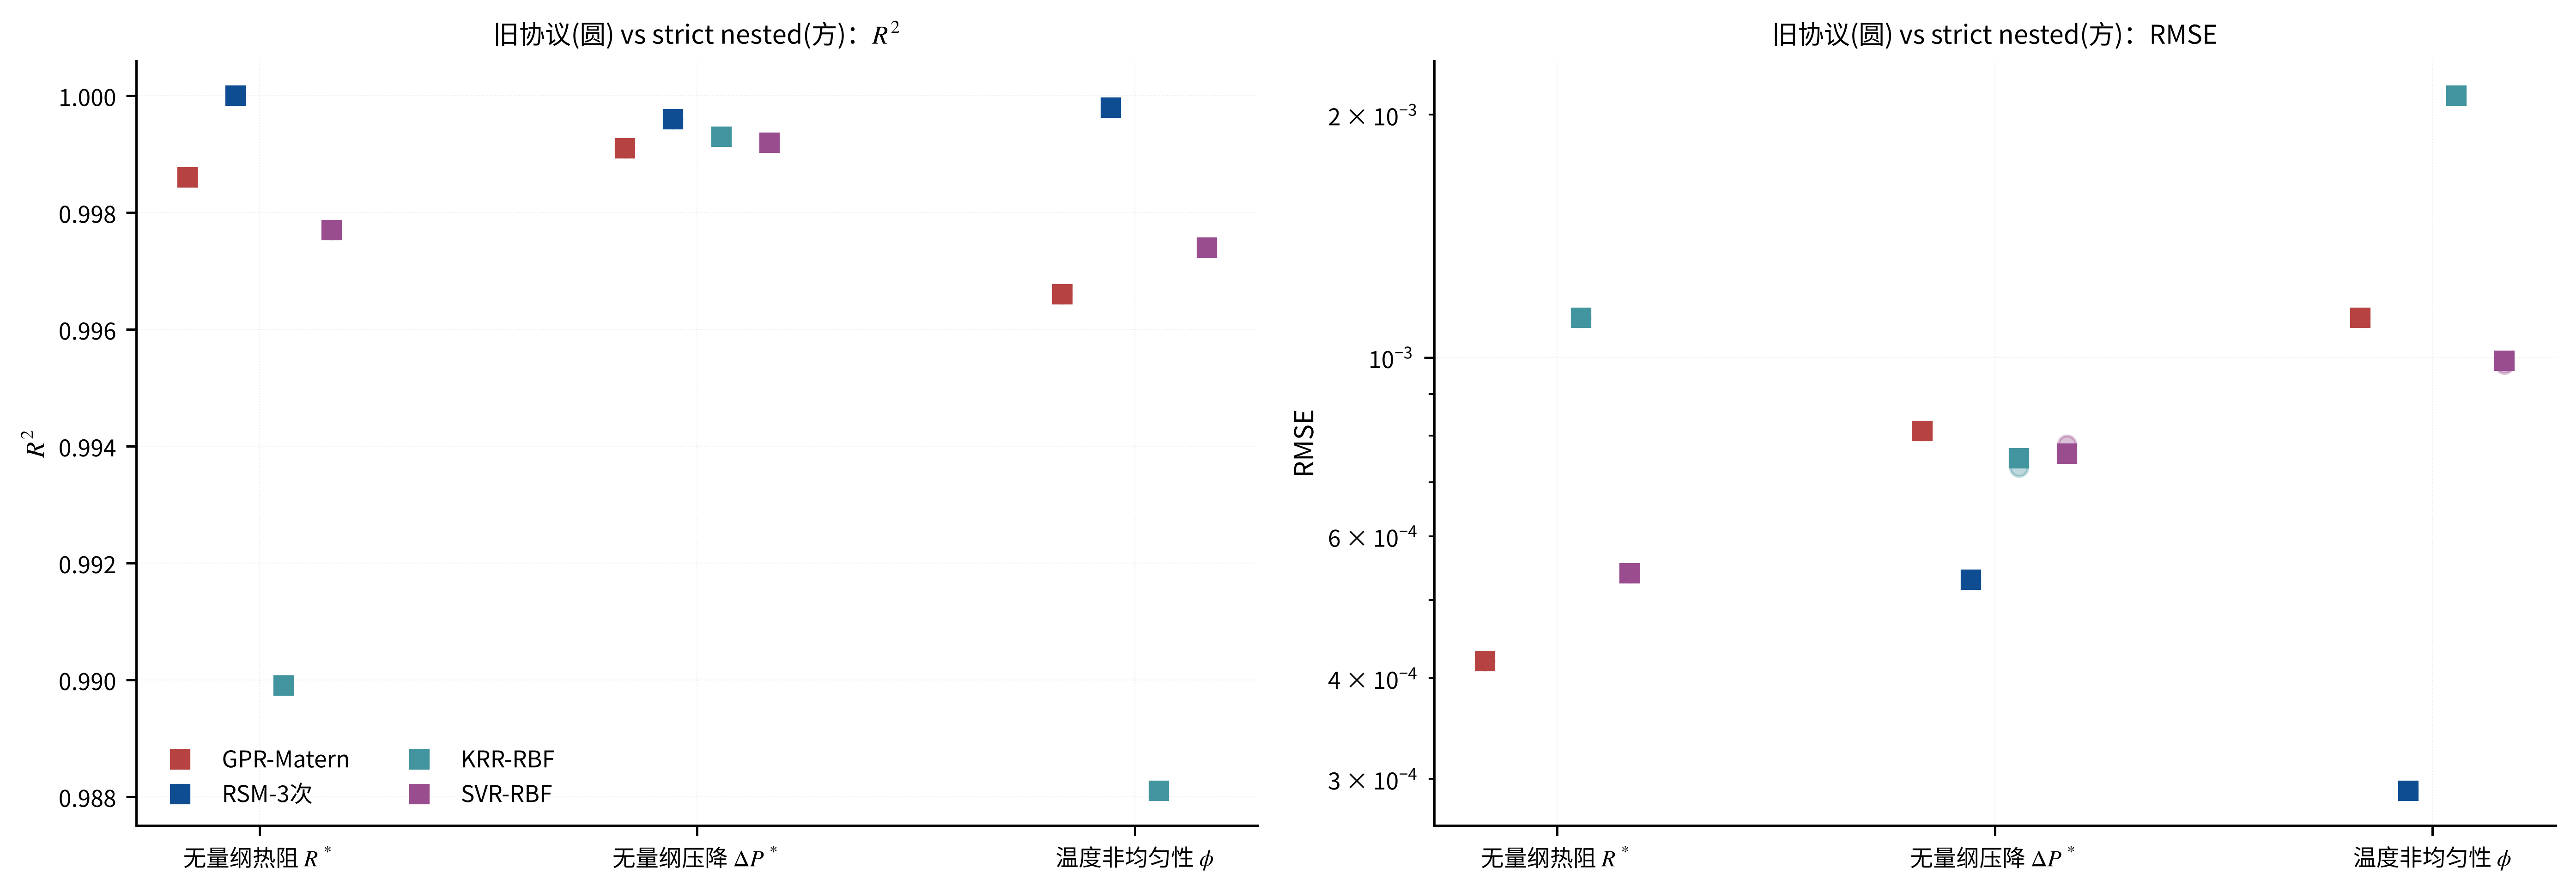 旧协议(圆) vs strict nested(方)：R²
1.000
0.998
0.996
0.994
0.992
0.990
0.988
R²
GPR-Matern
RSM-3次
KRR-RBF
SVR-RBF
无量纲热阻 R*
无量纲压降 ΔP*
温度非均匀性 ϕ
旧协议(圆) vs strict nested(方)：RMSE
2 × 10⁻³
10⁻³
6 × 10⁻⁴
4 × 10⁻⁴
3 × 10⁻⁴
RMSE
无量纲热阻 R*
无量纲压降 ΔP*
温度非均匀性 ϕ